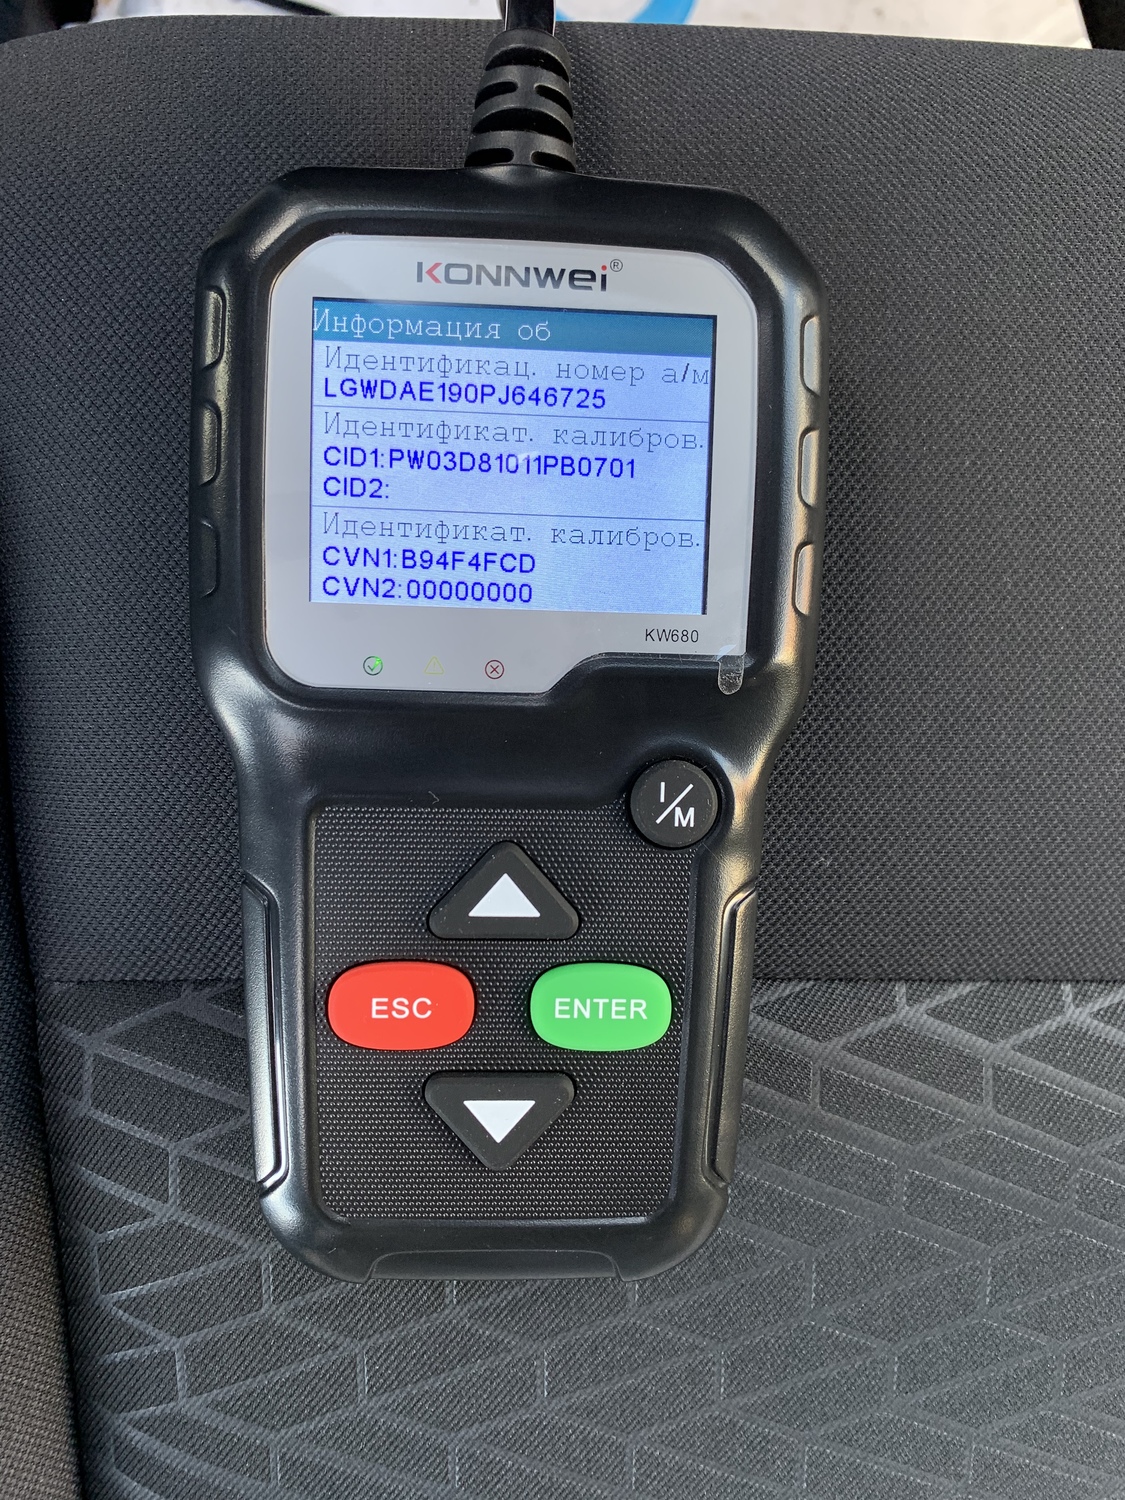 KONNWEI®
Информация об
Идентификац. номер а/м
LGWDAE190PJ646725
Идентификат. калибров.
CID1:PW03D81011PB0701
CID2:
Идентификат. калибров.
CVN1:B94F4FCD
CVN2:00000000
KW680
I/M
ESC
ENTER